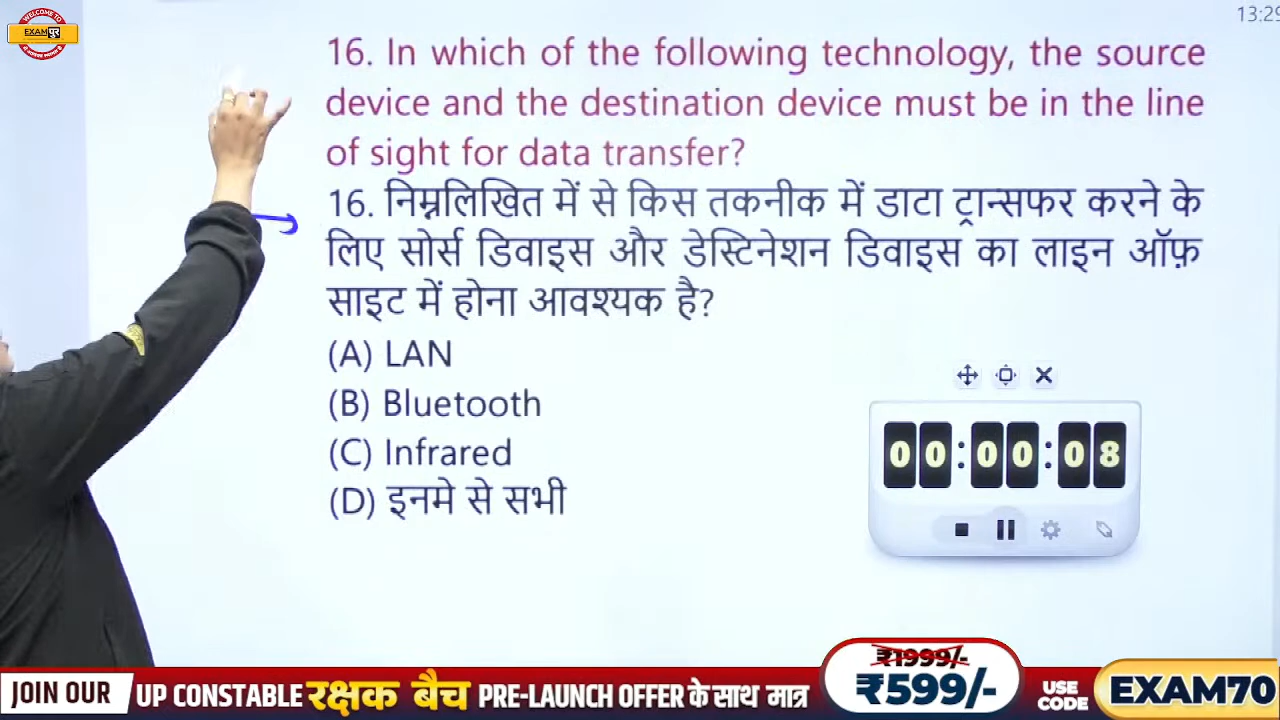 WELCOME TO
EXAMपुर
13:29
16. In which of the following technology, the source
device and the destination device must be in the line
of sight for data transfer?
16. निम्नलिखित में से किस तकनीक में डाटा ट्रान्सफर करने के
लिए सोर्स डिवाइस और डेस्टिनेशन डिवाइस का लाइन ऑफ़
साइट में होना आवश्यक है?
(A) LAN
(B) Bluetooth
(C) Infrared
(D) इनमे से सभी
00:00:08
JOIN OUR UP CONSTABLE रक्षक बैच PRE-LAUNCH OFFER के साथ मात्र
₹1999/-
₹599/-
USE
CODE
EXAM70